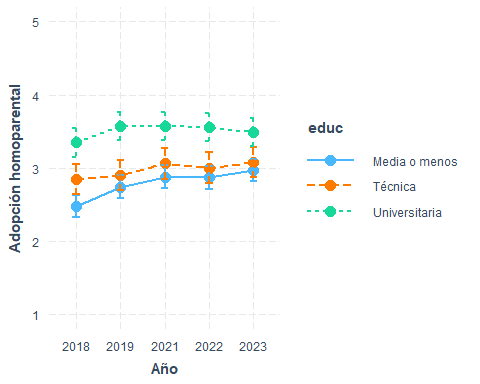 Adopción homoparental
5
4
3
2
1
2018 2019 2021 2022 2023
Año
educ
Media o menos
Técnica
Universitaria